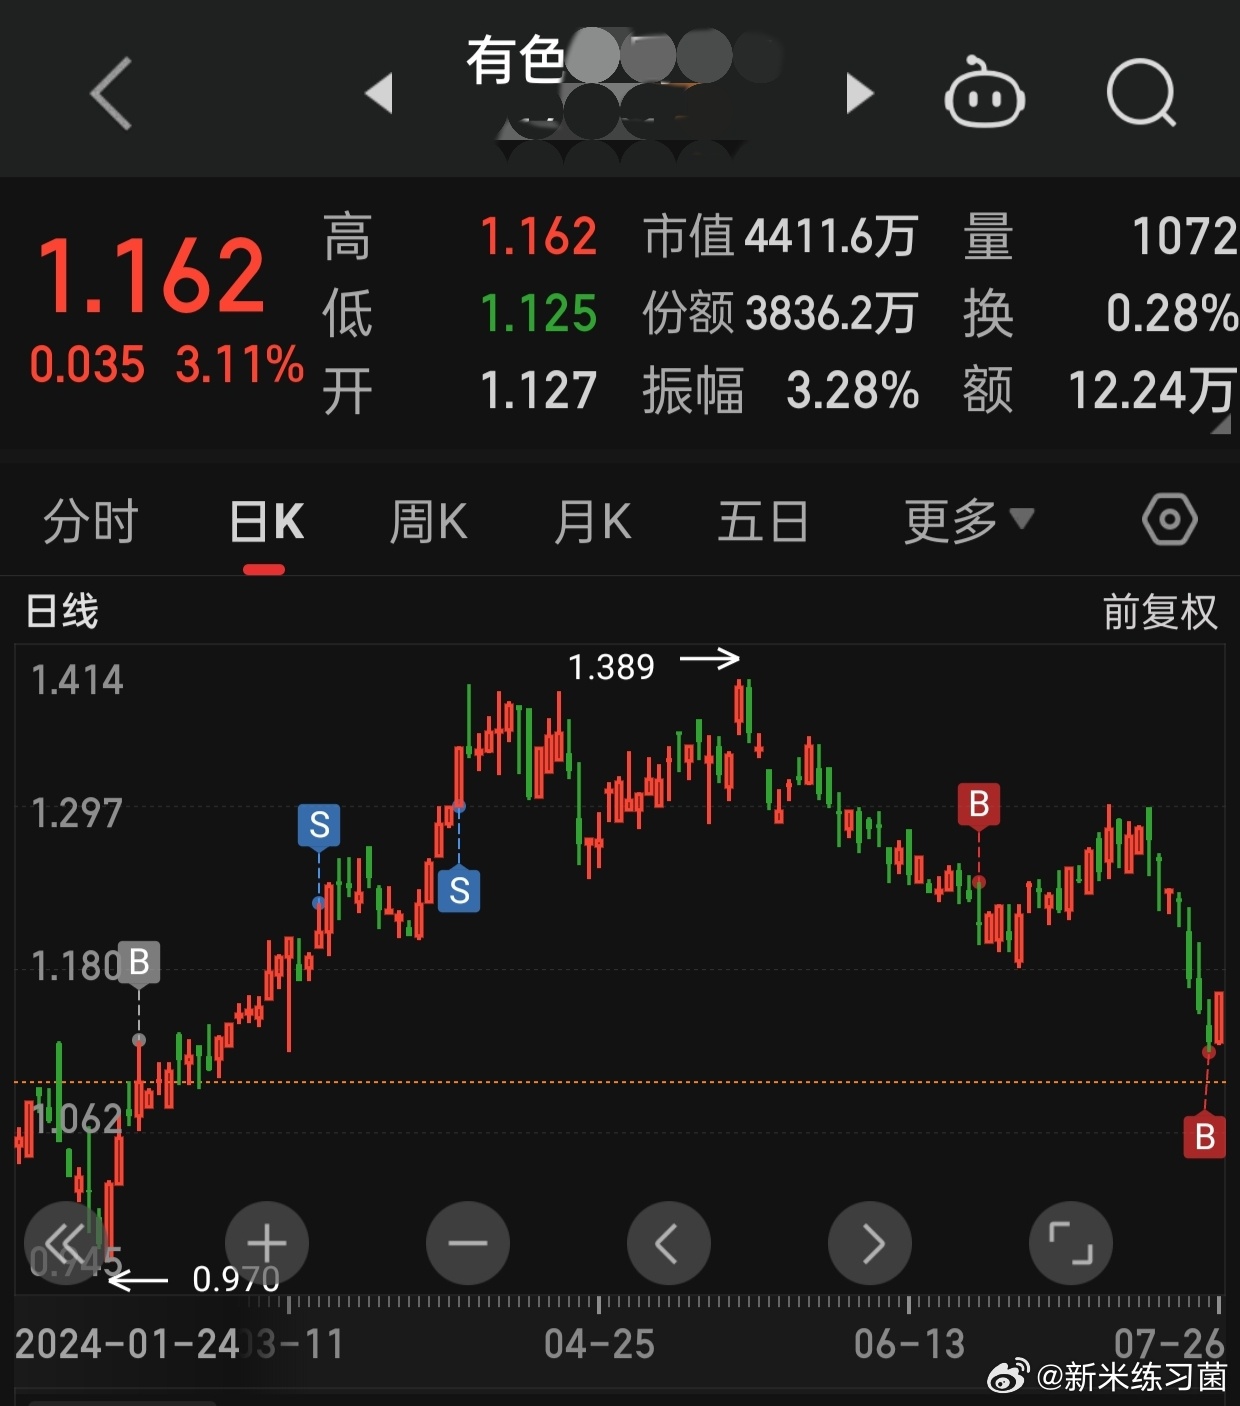 有色
1.162
0.035 3.11%
高 1.162 市值 4411.6万 量 1072
低 1.125 份额 3836.2万 换 0.28%
开 1.127 振幅 3.28% 额 12.24万
分时 日K 周K 月K 五日 更多
日线 前复权
1.414
1.389
1.297
B
S
S
1.180 B
1.062
B
0.945
0.970
2024-01-24 03-11 04-25 06-13 07-26
@新米练习菌